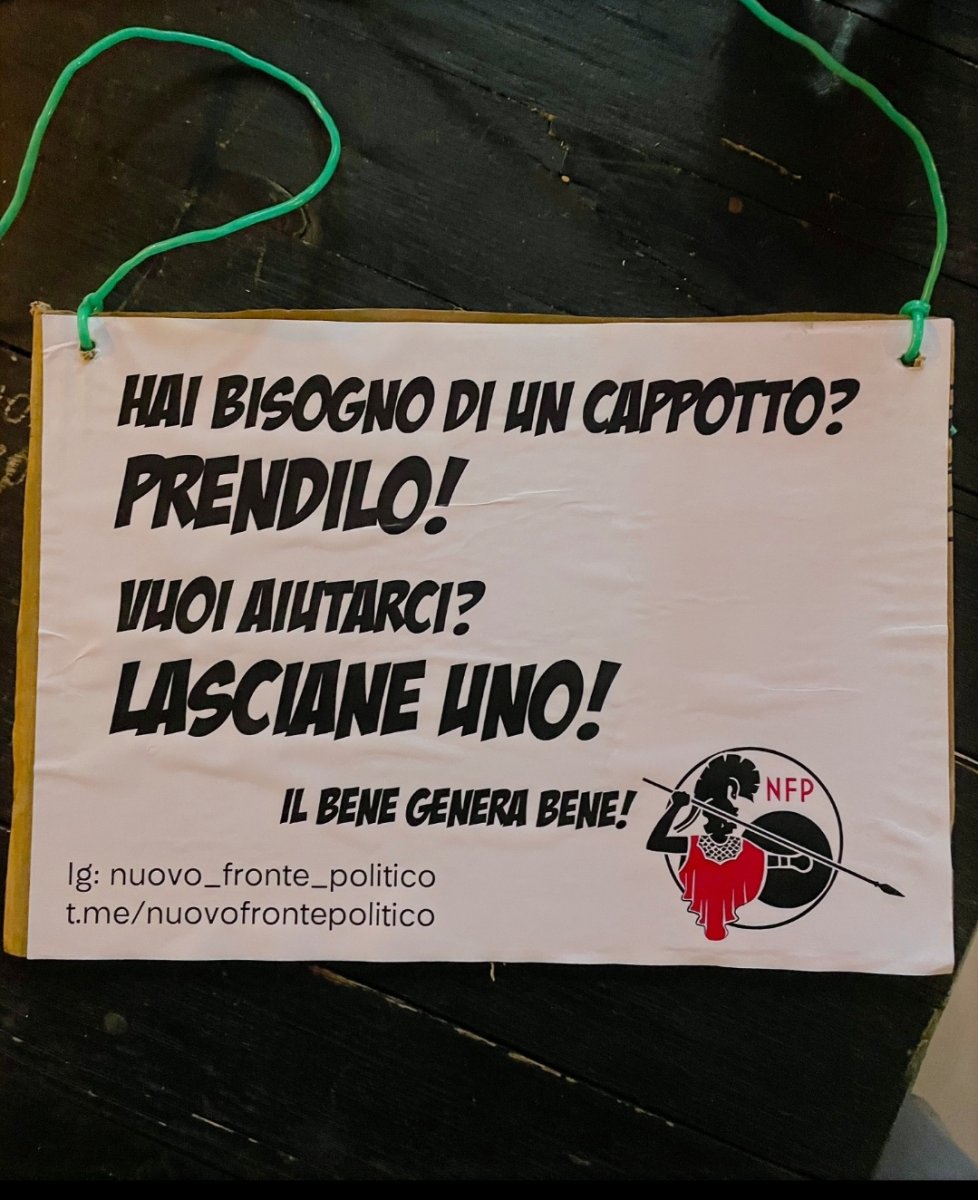 HAI BISOGNO DI UN CAPPOTTO?
PRENDILO!
VUOI AIUTARCI?
LASCIANE UNO!
IL BENE GENERA BENE!
NFP
Ig: nuovo_fronte_politico
t.me/nuovofrontepolitico